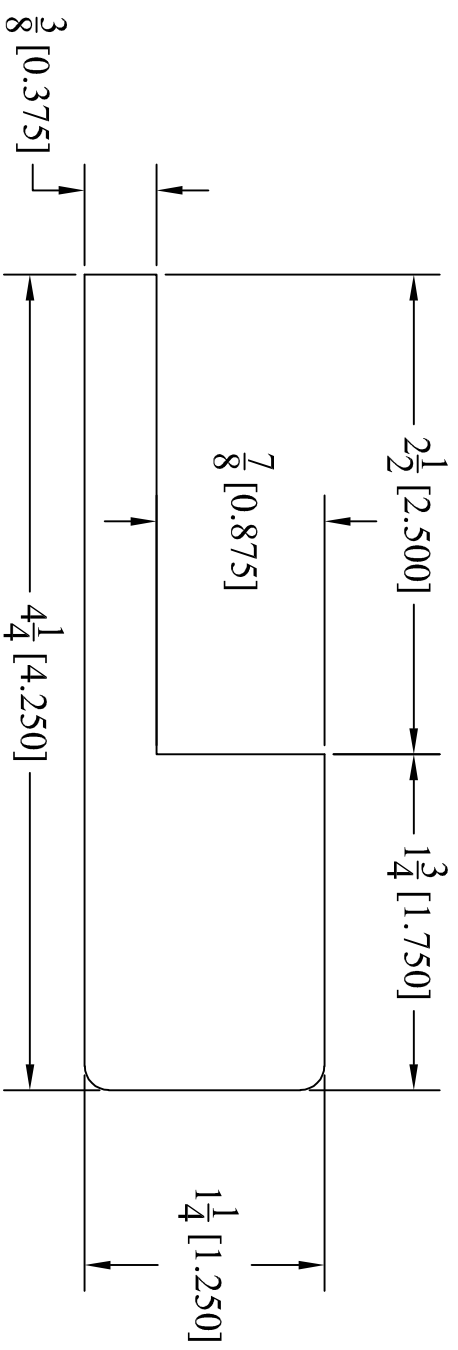 2 1/2 [2.500]
1 3/4 [1.750]
7/8 [0.875]
3/8 [0.375]
4 1/4 [4.250]
1 1/4 [1.250]